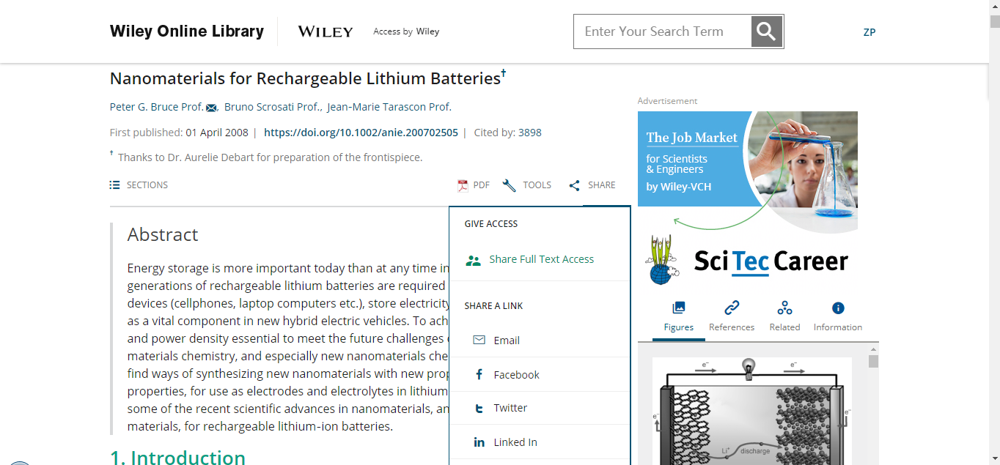 Wiley Online Library
WILEY
Access by Wiley
Enter Your Search Term
ZP
Nanomaterials for Rechargeable Lithium Batteries†
Peter G. Bruce Prof. , Bruno Scrosati Prof., Jean-Marie Tarascon Prof.
First published: 01 April 2008 | https://doi.org/10.1002/anie.200702505 | Cited by: 3898
† Thanks to Dr. Aurelie Debart for preparation of the frontispiece.
SECTIONS
PDF
TOOLS
SHARE
Abstract
Energy storage is more important today than at any time in
generations of rechargeable lithium batteries are required
devices (cellphones, laptop computers etc.), store electricity
as a vital component in new hybrid electric vehicles. To ach
and power density essential to meet the future challenges
materials chemistry, and especially new nanomaterials che
find ways of synthesizing new nanomaterials with new prop
properties, for use as electrodes and electrolytes in lithium
some of the recent scientific advances in nanomaterials, an
materials, for rechargeable lithium-ion batteries.
1. Introduction
GIVE ACCESS
Share Full Text Access
SHARE A LINK
Email
Facebook
Twitter
Linked In
Advertisement
The Job Market
for Scientists
& Engineers
by Wiley-VCH
SciTec Career
Figures
References
Related
Information
e⁻
e⁻
e⁻
e⁻
Li⁺
discharge